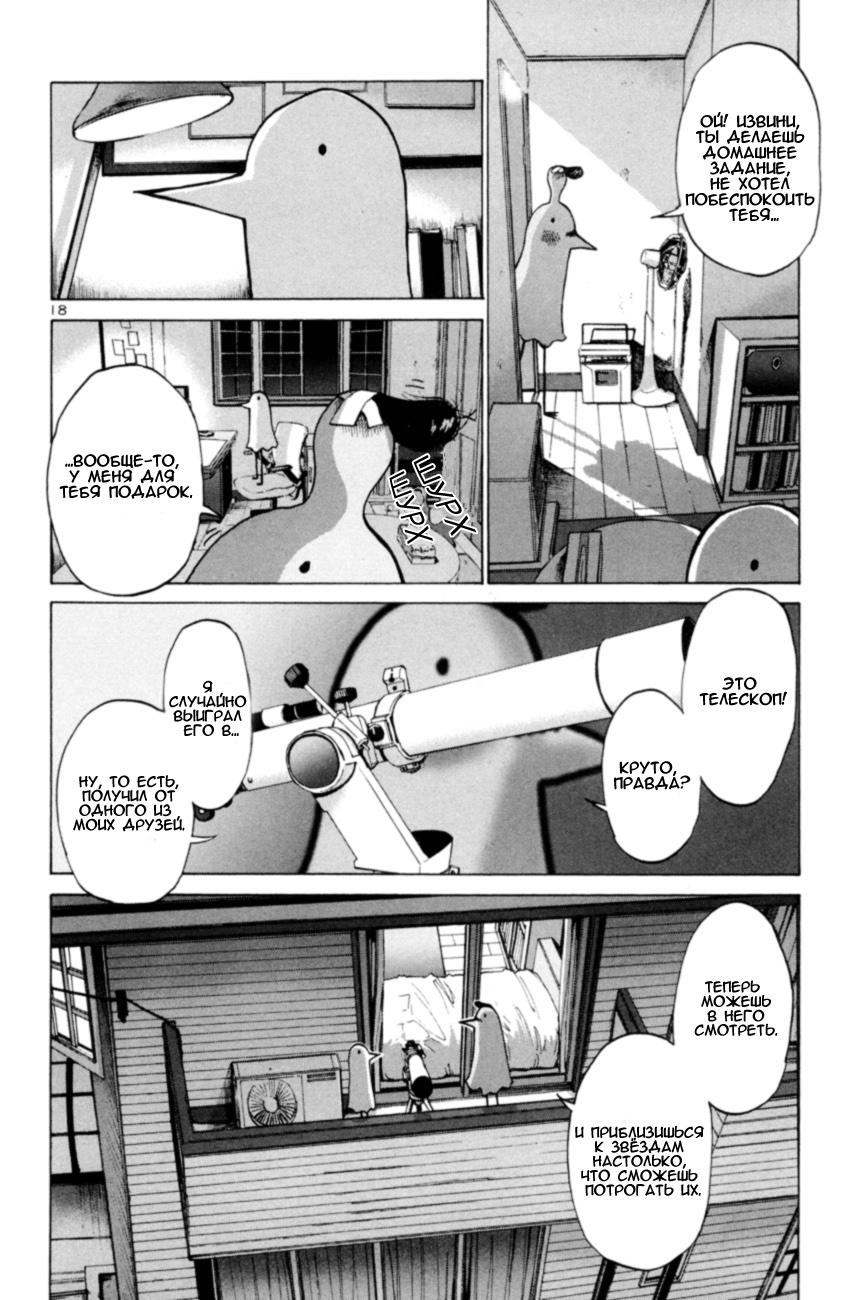 ОЙ! ИЗВИНИ,
ТЫ ДЕЛАЕШЬ
ДОМАШНЕЕ
ЗАДАНИЕ,
НЕ ХОТЕЛ
ПОБЕСПОКОИТЬ
ТЕБЯ...
18
...ВООБЩЕ-ТО,
У МЕНЯ ДЛЯ
ТЕБЯ ПОДАРОК.
ШУРХ
ШУРХ
ЭТО
ТЕЛЕСКОП!
КРУТО,
ПРАВДА?
Я
СЛУЧАЙНО
ВЫИГРАЛ
ЕГО В...
НУ, ТО ЕСТЬ,
ПОЛУЧИЛ ОТ
ОДНОГО ИЗ
МОИХ ДРУЗЕЙ.
ТЕПЕРЬ
МОЖЕШЬ
В НЕГО
СМОТРЕТЬ.
И ПРИБЛИЗИШЬСЯ
К ЗВЁЗДАМ
НАСТОЛЬКО,
ЧТО СМОЖЕШЬ
ПОТРОГАТЬ ИХ.